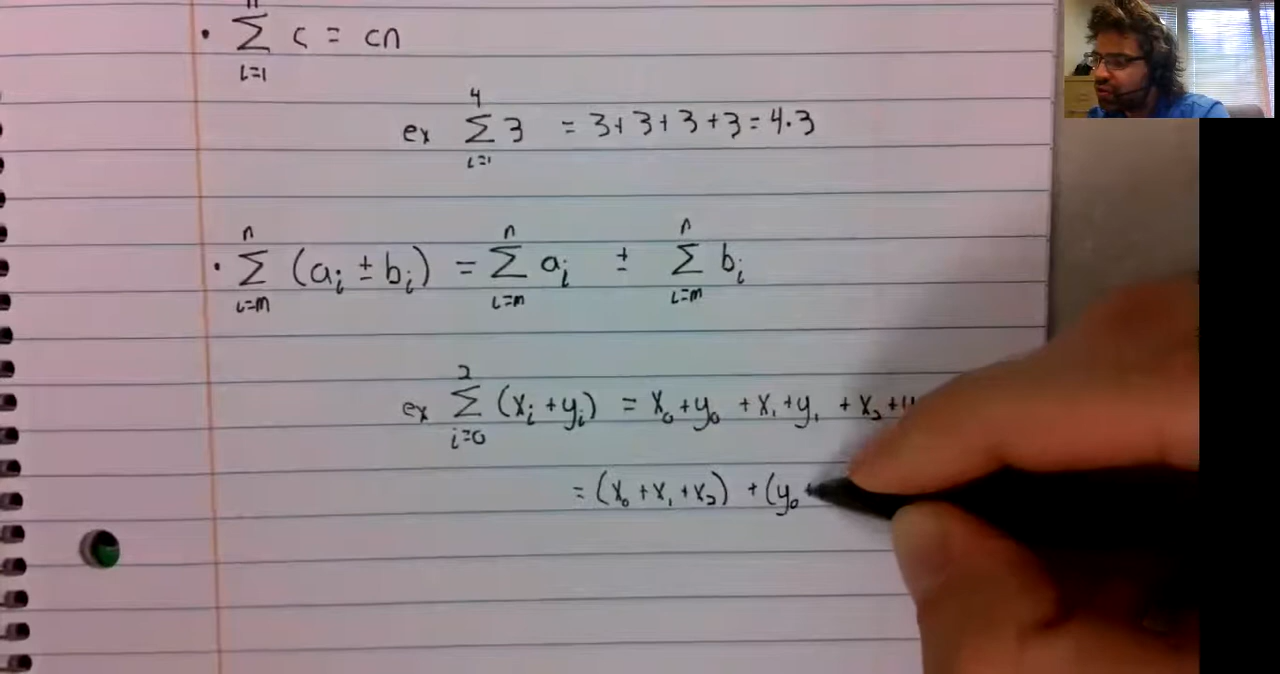 • n Σ i=1 c = cn
ex 4 Σ i=1 3 = 3+3+3+3=4·3
• n Σ i=m (aᵢ ± bᵢ) = n Σ i=m aᵢ ± n Σ i=m bᵢ
ex 2 Σ i=0 (xᵢ + yᵢ) = x₀ + y₀ + x₁ + y₁ + x₂ +
= (x₀ + x₁ + x₂) + (y₀ +